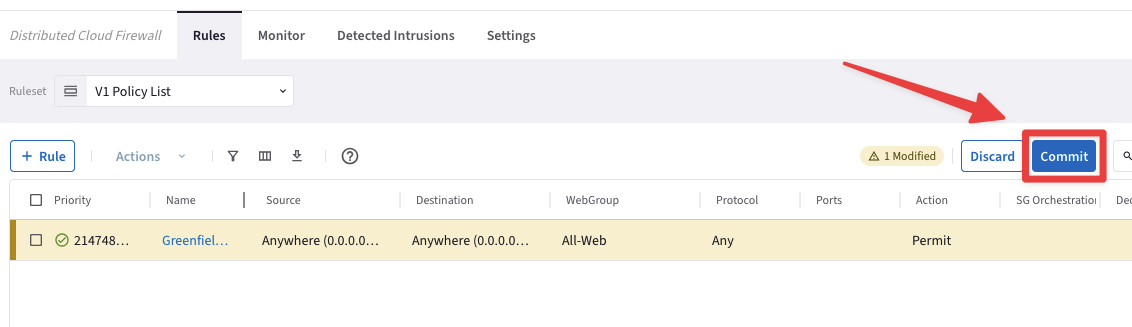 Distributed Cloud Firewall Rules Monitor Detected Intrusions Settings
Ruleset V1 Policy List
+ Rule Actions 1 Modified Discard Commit
Priority Name Source Destination WebGroup Protocol Ports Action SG Orchestration Dec
214748... Greenfiel... Anywhere (0.0.0.0... Anywhere (0.0.0.0... All-Web Any Permit